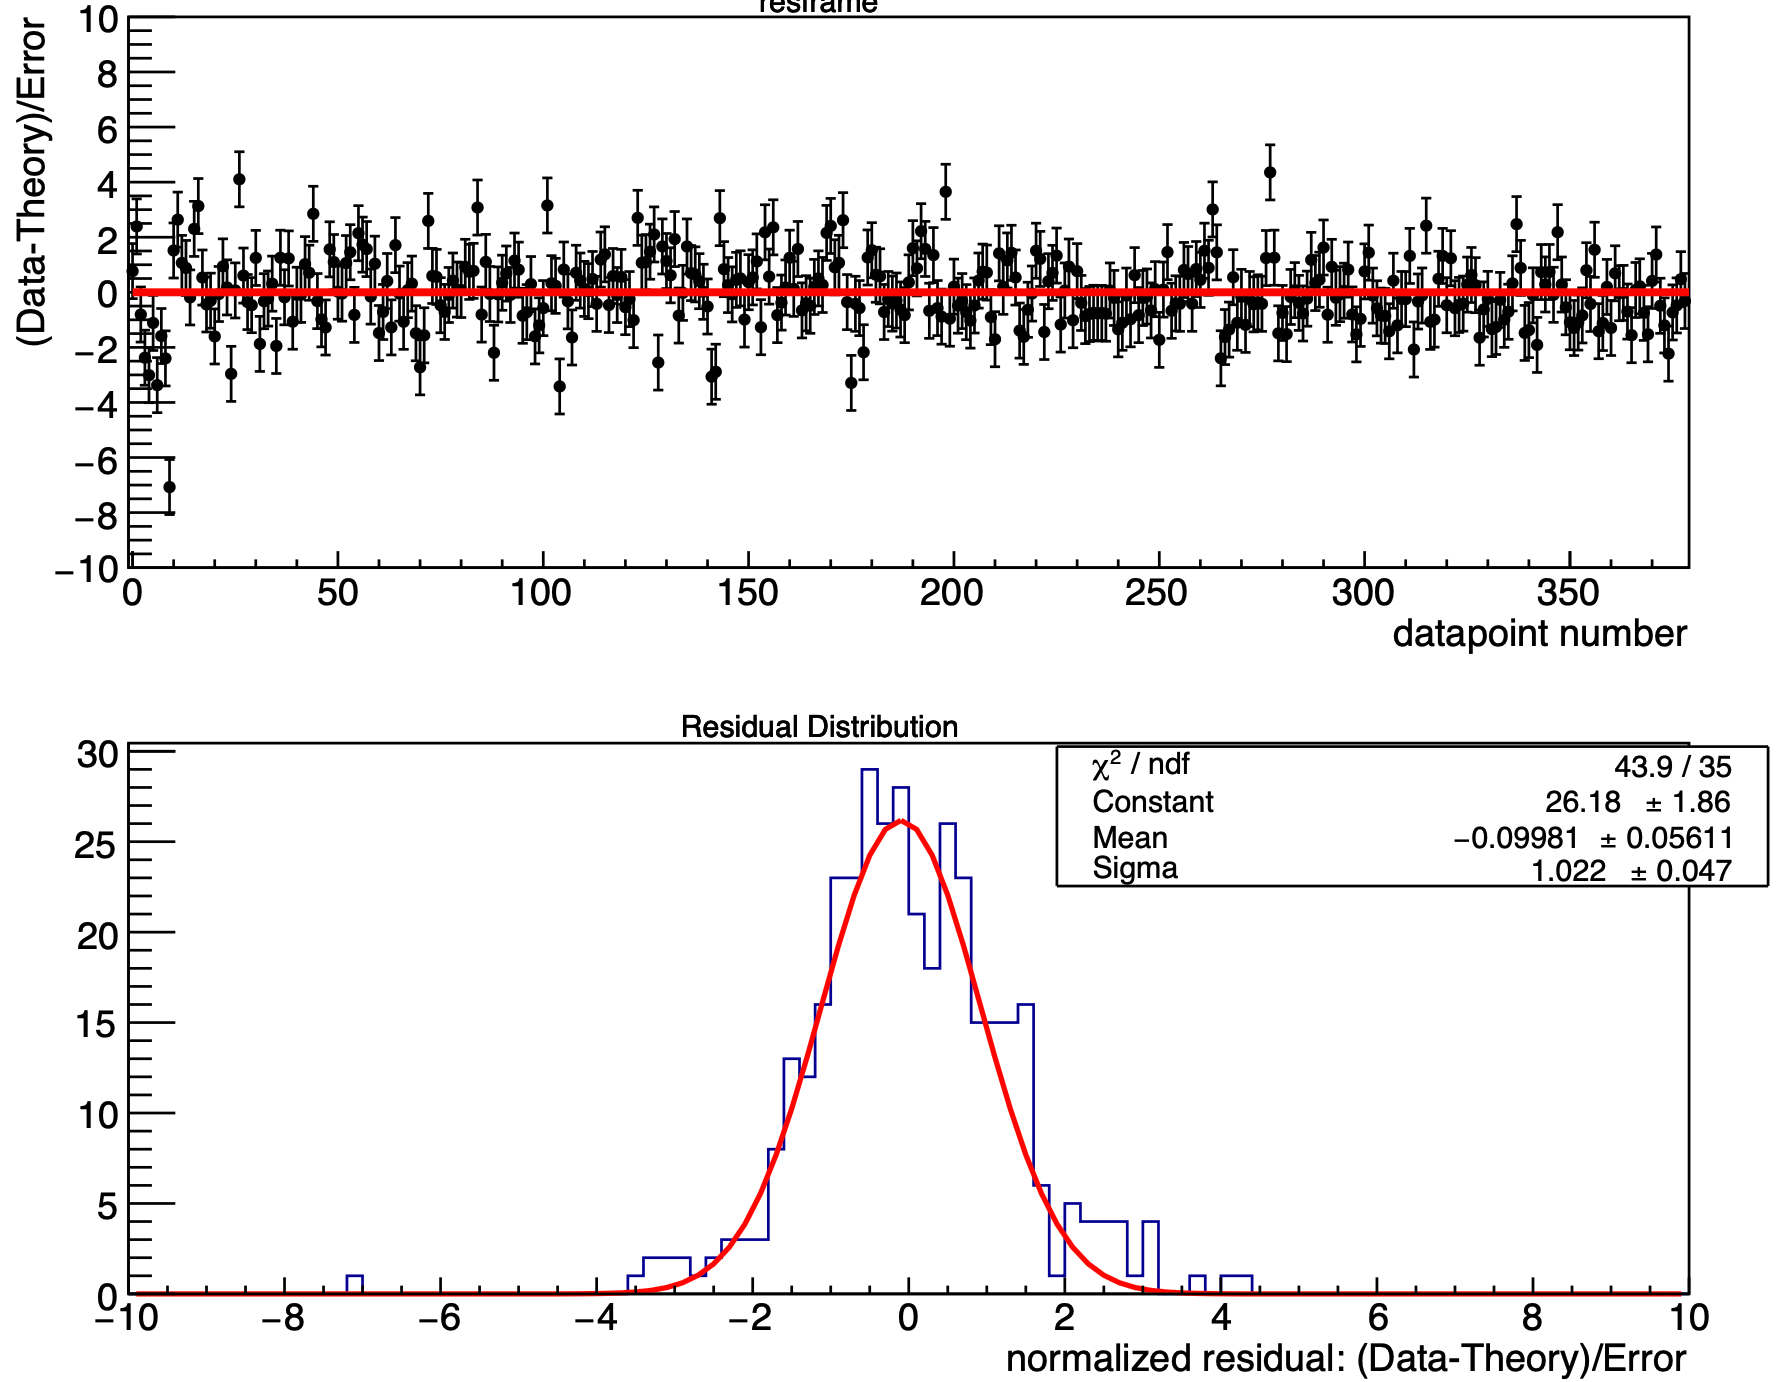 resframe
(Data-Theory)/Error
10
8
6
4
2
0
−2
−4
−6
−8
−10
0 50 100 150 200 250 300 350
datapoint number
Residual Distribution
χ² / ndf 43.9 / 35
Constant 26.18 ± 1.86
Mean −0.09981 ± 0.05611
Sigma 1.022 ± 0.047
30
25
20
15
10
5
0
−10 −8 −6 −4 −2 0 2 4 6 8 10
normalized residual: (Data-Theory)/Error